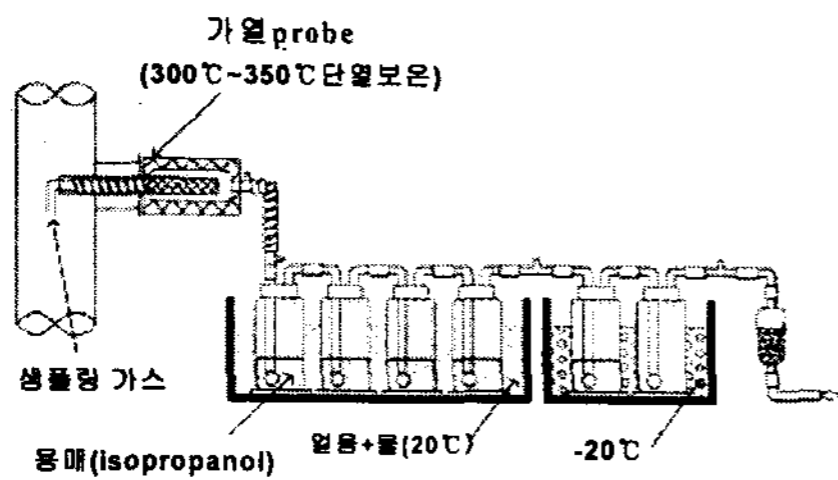 가열probe
(300℃~350℃단열보온)
샘플링 가스
용매(isopropanol)
얼음+물(20℃)
-20℃